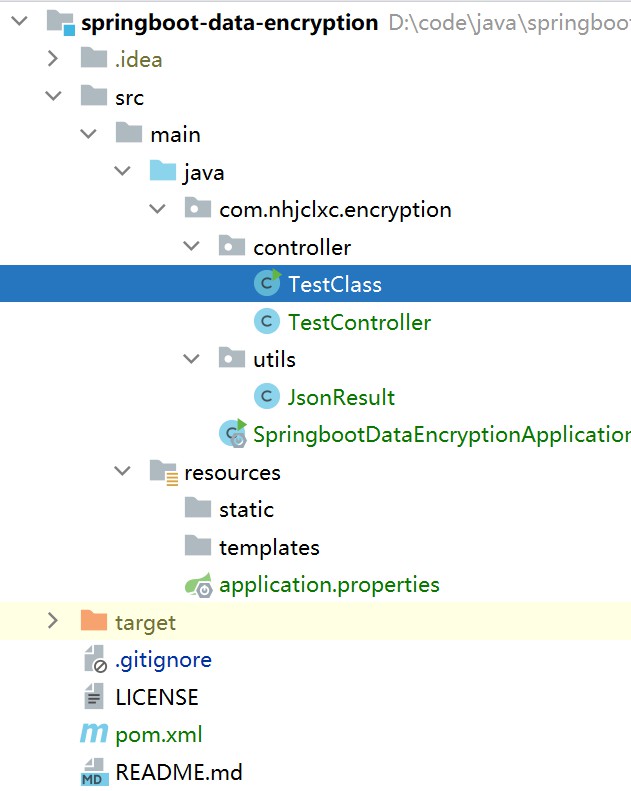 springboot-data-encryption D:\code\java\springboot
.idea
src
main
java
com.nhjclxc.encryption
controller
TestClass
TestController
utils
JsonResult
SpringbootDataEncryptionApplication
resources
static
templates
application.properties
target
.gitignore
LICENSE
pom.xml
README.md